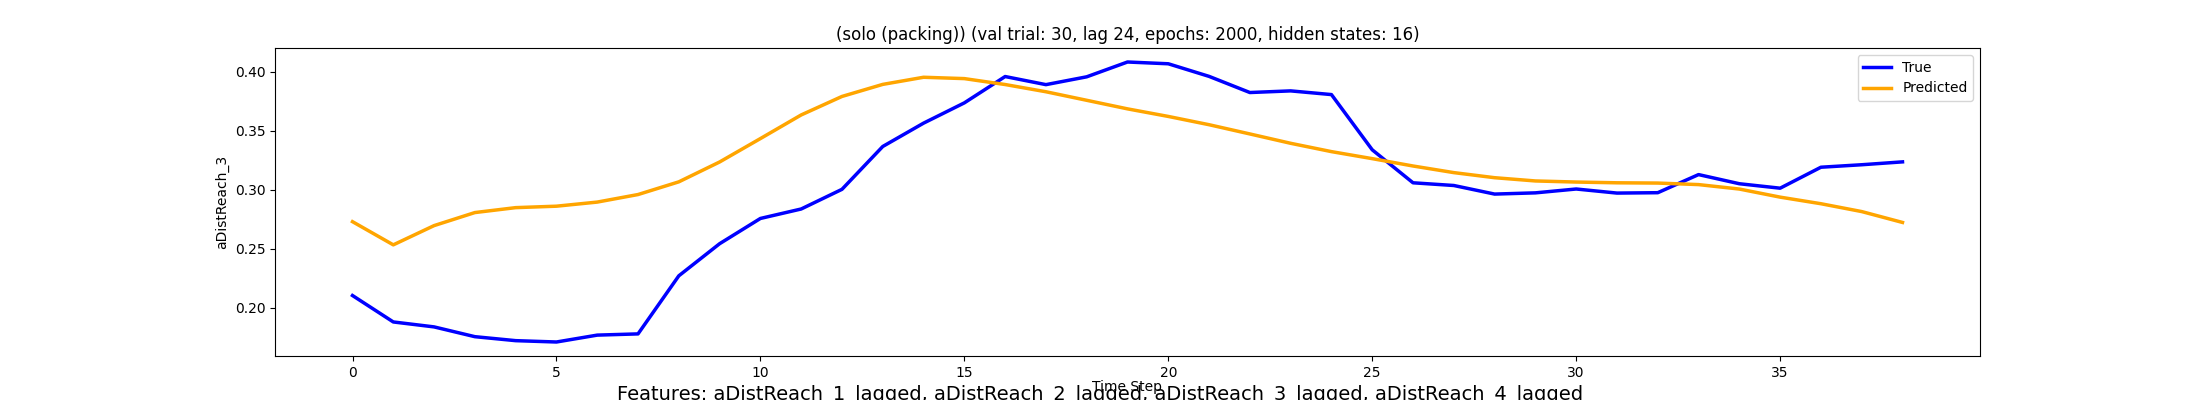 (solo (packing)) (val trial: 30, lag 24, epochs: 2000, hidden states: 16)
True
Predicted
aDistReach_3
0.40
0.35
0.30
0.25
0.20
0 5 10 15 20 25 30 35
Time Step
Features: aDistReach_1_lagged, aDistReach_2_lagged, aDistReach_3_lagged, aDistReach_4_lagged